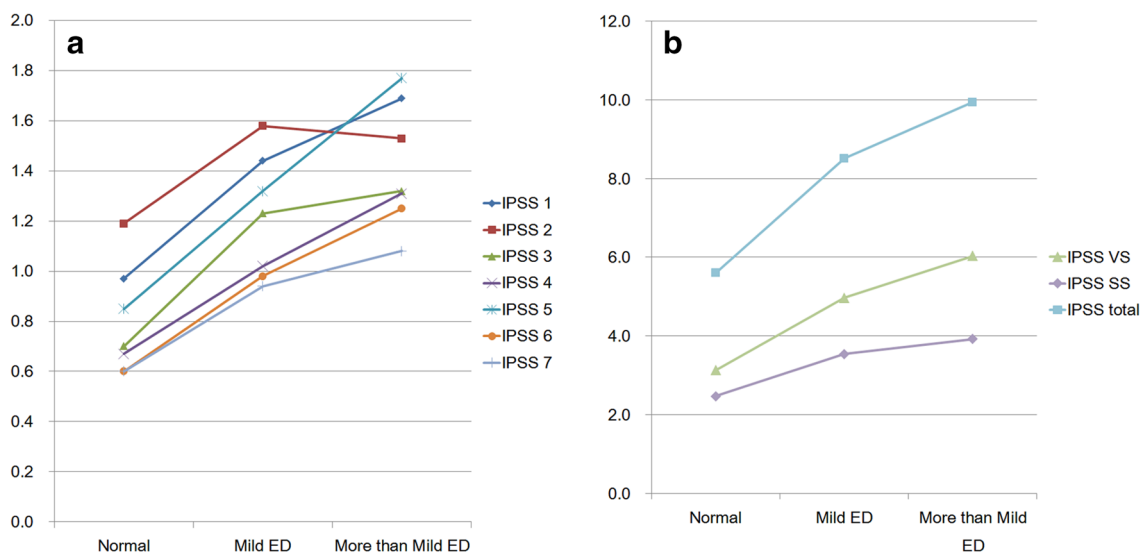 a
2.0
1.8
1.6
1.4
1.2
1.0
0.8
0.6
0.4
0.2
0.0
Normal Mild ED More than Mild ED
IPSS 1
IPSS 2
IPSS 3
IPSS 4
IPSS 5
IPSS 6
IPSS 7
b
12.0
10.0
8.0
6.0
4.0
2.0
0.0
Normal Mild ED More than Mild
ED
IPSS VS
IPSS SS
IPSS total